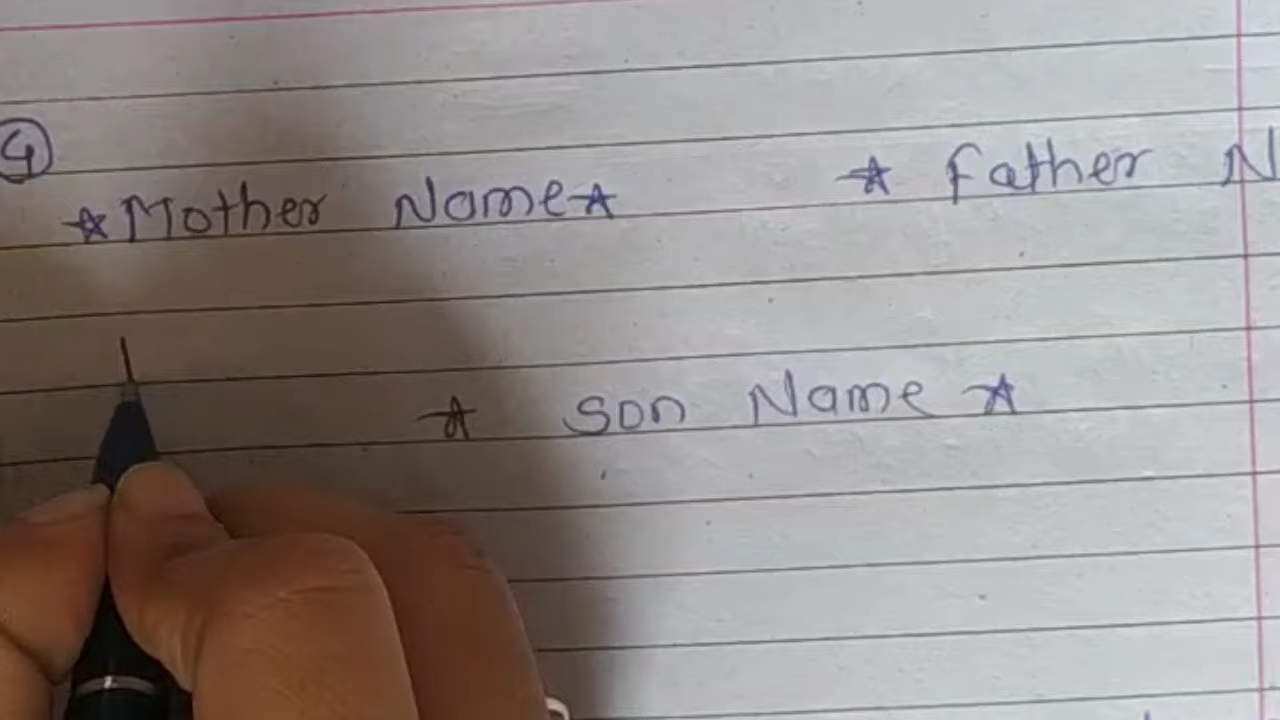 ④
☆Mother Name☆ ☆ Father N
☆ Son Name ☆